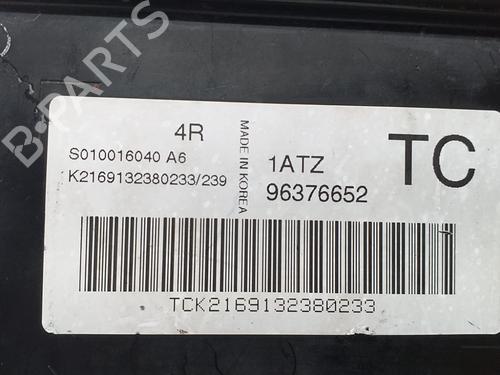 B-PARTS
4R
S010016040 A6
K2169132380233/239
MADE IN KOREA
1ATZ
96376652
TC
TCK2169132380233